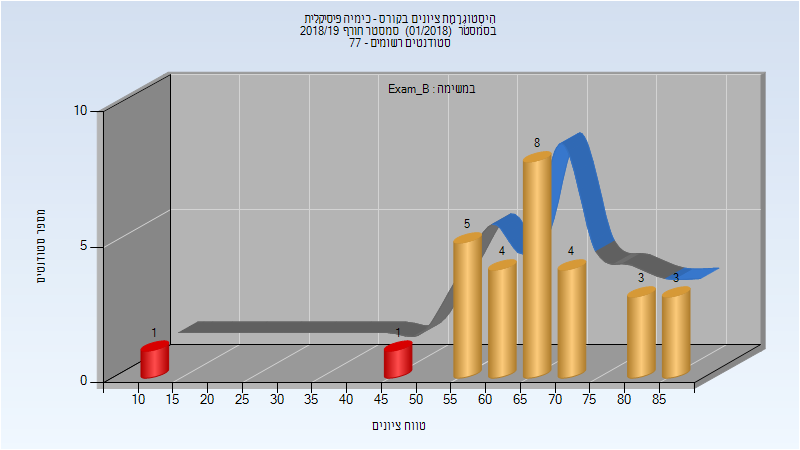 היסטוגרמת ציונים בקורס - כימיה פיסיקלית
בסמסטר (01/2018) סמסטר חורף 2018/19
סטודנטים רשומים - 77
במשימה : Exam_B
מספר סטודנטים
10
5
0
1
1
5
4
8
4
3
3
10 15 20 25 30 35 40 45 50 55 60 65 70 75 80 85
טווח ציונים